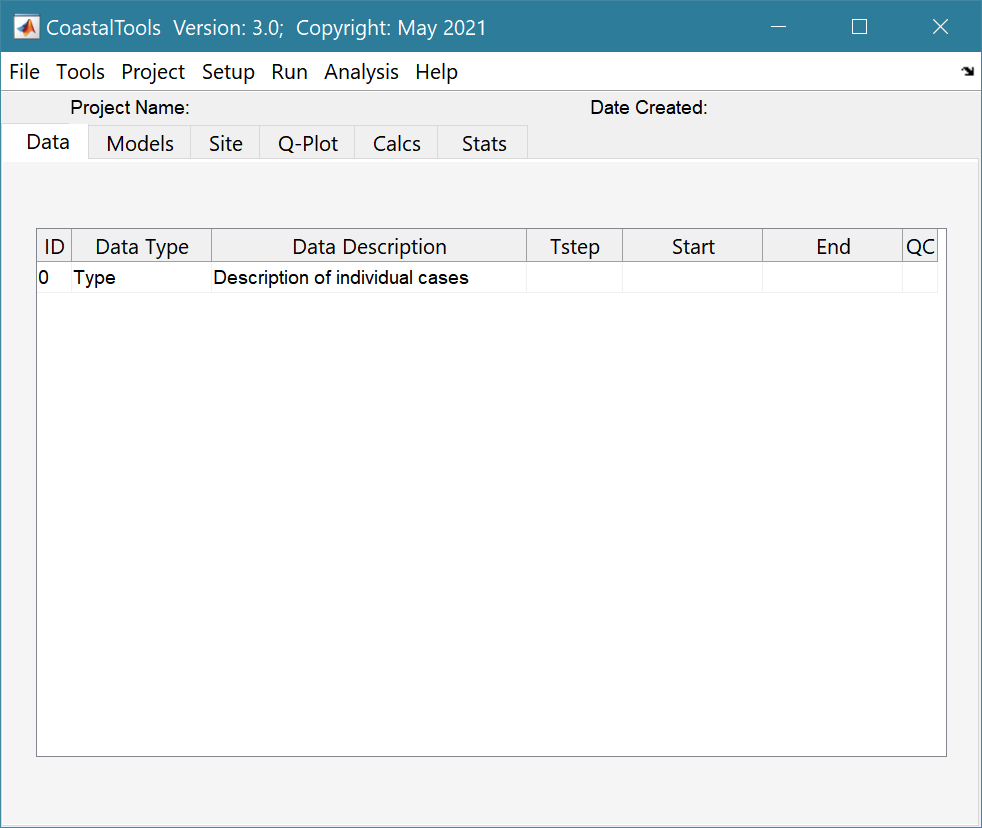 CoastalTools Version: 3.0; Copyright: May 2021
File Tools Project Setup Run Analysis Help
Project Name: Date Created:
Data Models Site Q-Plot Calcs Stats
ID Data Type Data Description Tstep Start End QC
0 Type Description of individual cases